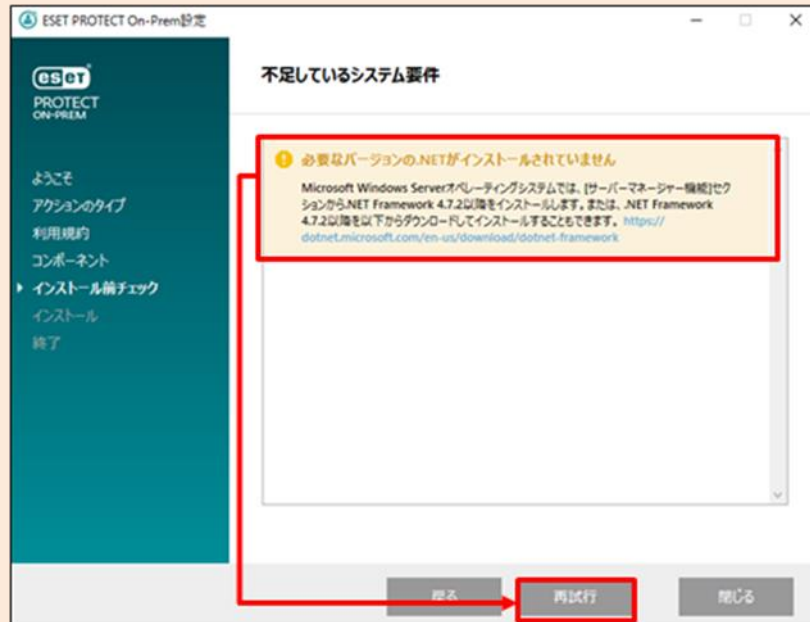 ESET PROTECT On-Prem設定
eseT
PROTECT
ON-PREM
不足しているシステム要件
必要なバージョンの.NETがインストールされていません
Microsoft Windows Serverオペレーティングシステムでは、[サーバーマネージャー機能]セク
ションから.NET Framework 4.7.2以降をインストールします。または、.NET Framework
4.7.2以降を以下からダウンロードしてインストールすることもできます。 https://
dotnet.microsoft.com/en-us/download/dotnet-framework
ようこそ
アクションのタイプ
利用規約
コンポーネント
インストール前チェック
インストール
終了
戻る
再試行
閉じる